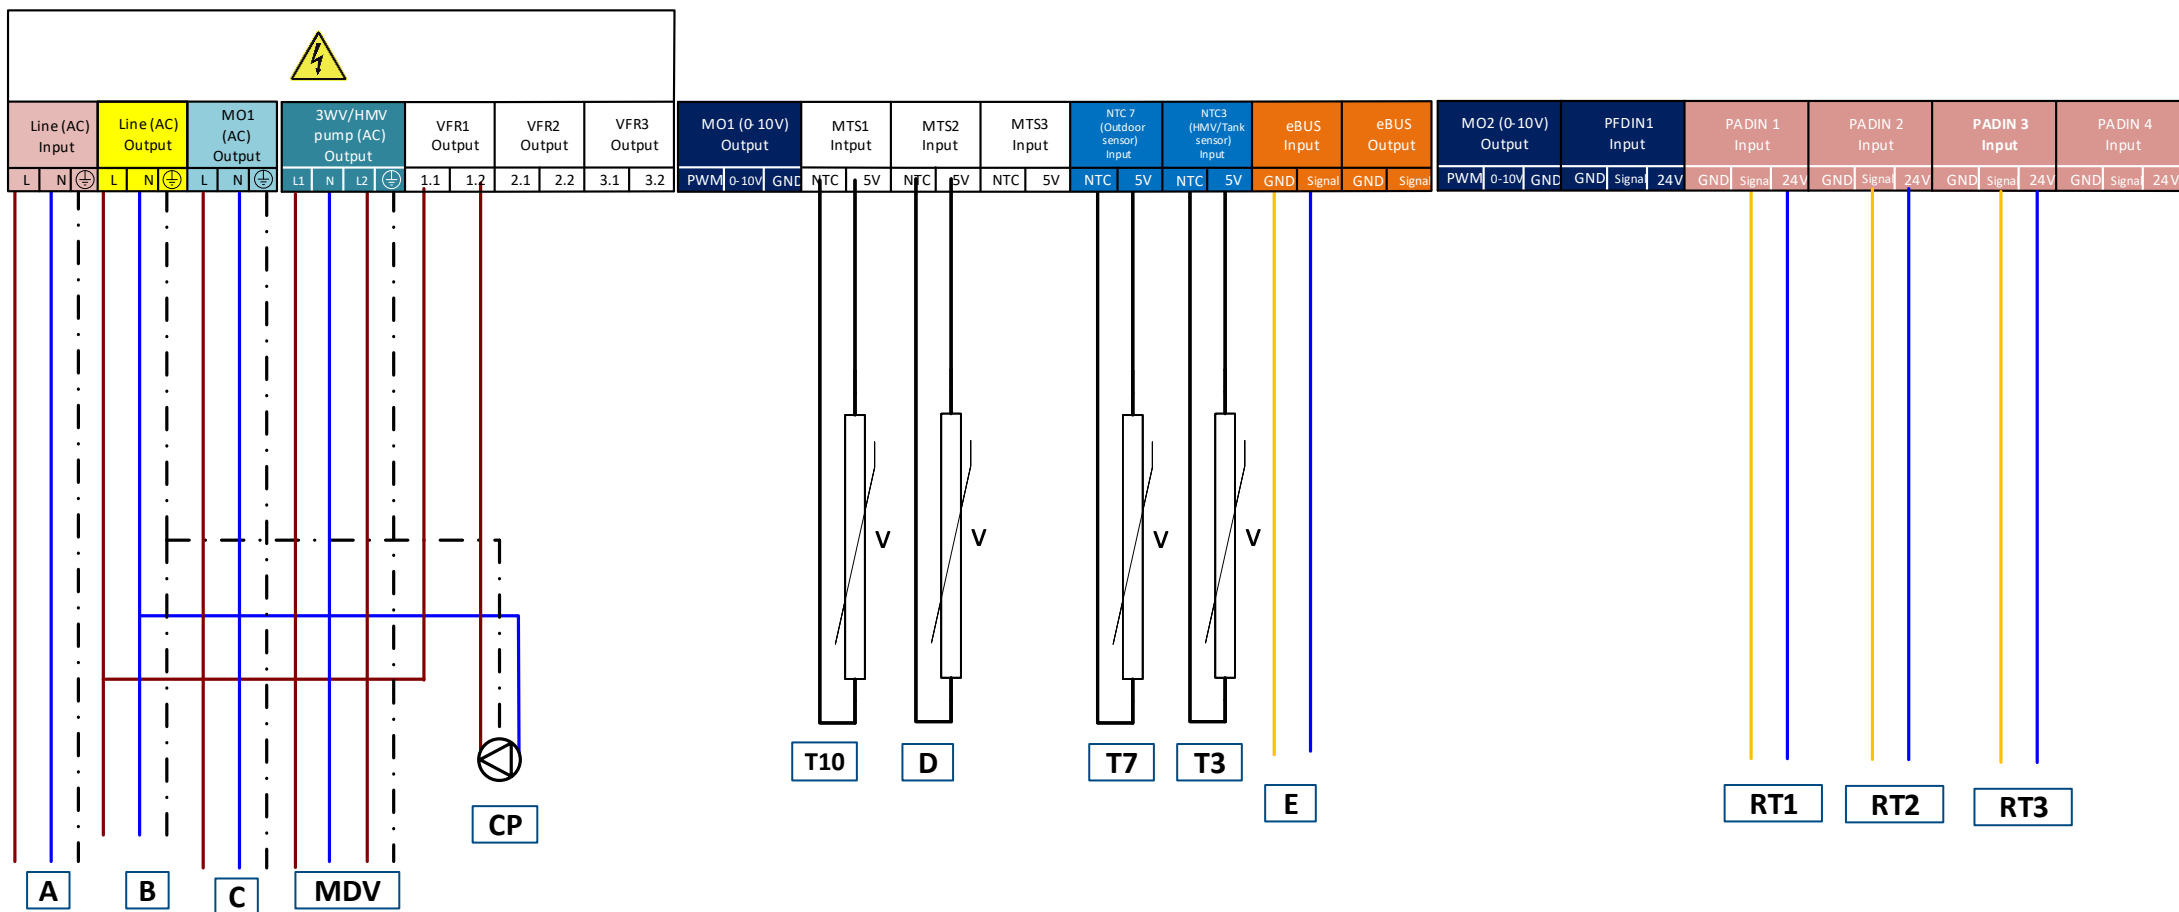 Line (AC)
Input
L N
Line (AC)
Output
L N
MO1
(AC)
Output
L N
3WV/HMV
pump (AC)
Output
L1 N L2
VFR1
Output
1.1 1.2
VFR2
Output
2.1 2.2
VFR3
Output
3.1 3.2
MO1 (0-10V)
Output
PWM 0-10V GND
MTS1
Intput
NTC 5V
MTS2
Input
NTC 5V
MTS3
Input
NTC 5V
NTC 7
(Outdoor
sensor)
Input
NTC 5V
NTC3
(HMV/Tank
sensor)
Input
NTC 5V
eBUS
Input
GND Signal
eBUS
Output
GND Signal
MO2 (0-10V)
Output
PWM 0-10V GND
PFDIN1
Input
GND Signal 24V
PADIN 1
Input
GND Signal 24V
PADIN 2
Input
GND Signal 24V
PADIN 3
Input
GND Signal 24V
PADIN 4
Input
GND Signal 24V
V V V V
T10 D T7 T3
E
RT1 RT2 RT3
CP
A B C MDV